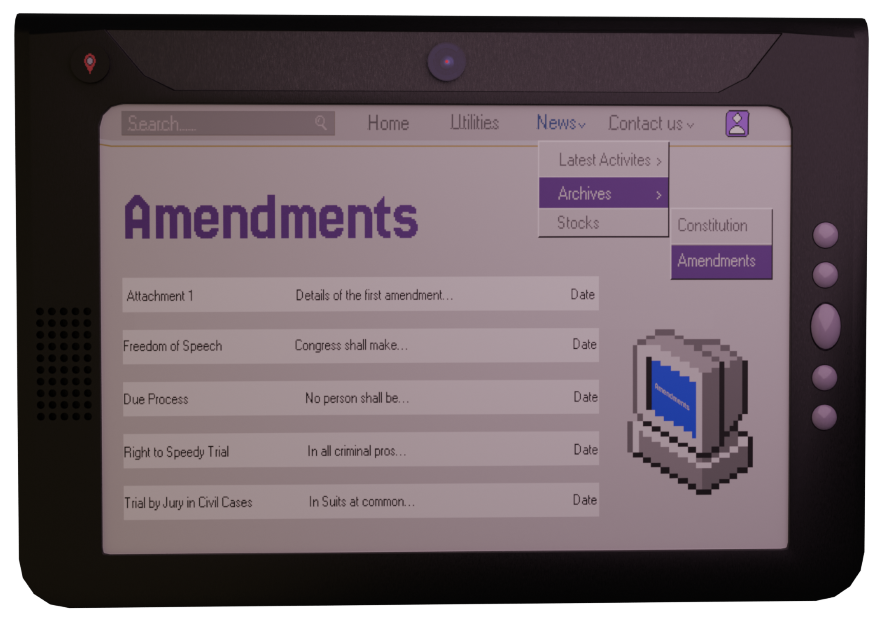 Search.... Home Utilities News Contact us
Latest Activites >
Archives >
Stocks
Constitution
Amendments
Amendments
Attachment 1 Details of the first amendment... Date
Freedom of Speech Congress shall make... Date
Due Process No person shall be... Date
Right to Speedy Trial In all criminal pros... Date
Trial by Jury in Civil Cases In Suits at common... Date
Amendments